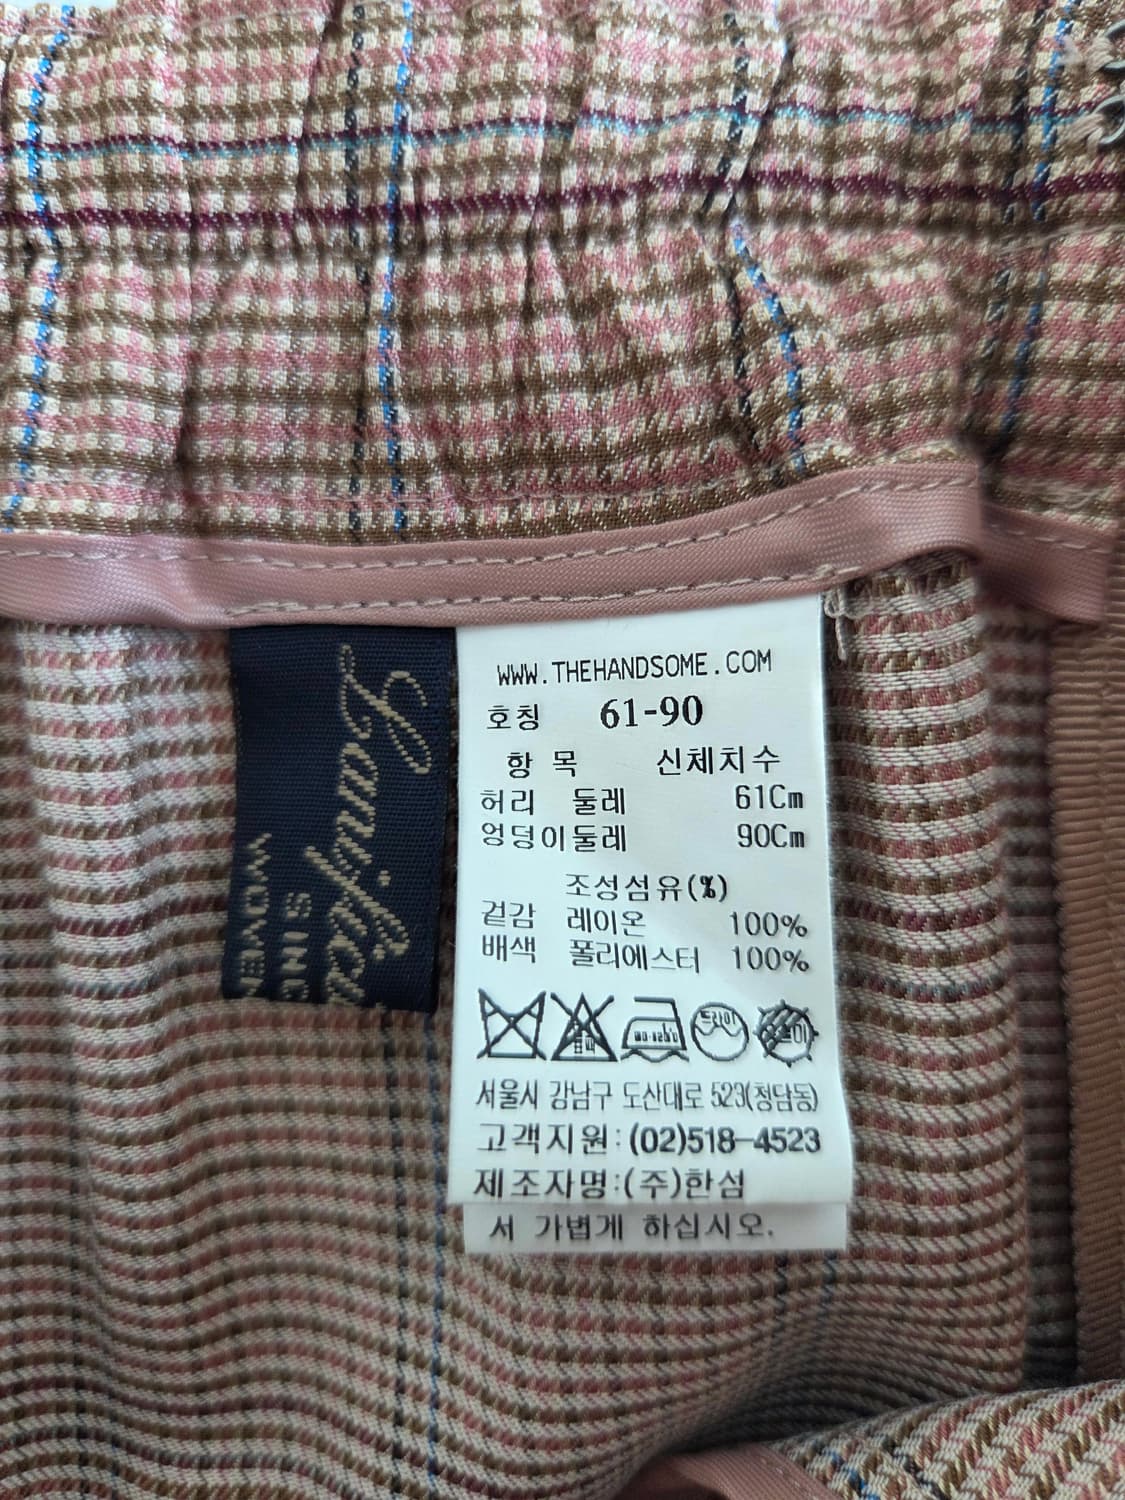 WWW.THEHANDSOME.COM
호칭 61-90
항 목 신체치수
허리 둘레 61Cm
엉덩이둘레 90Cm
조성섬유(%)
겉감 레이온 100%
배색 폴리에스터 100%
드라이
서울시 강남구 도산대로 523(청담동)
고객지원:(02)518-4523
제조자명:(주)한섬
서 가볍게 하십시오.